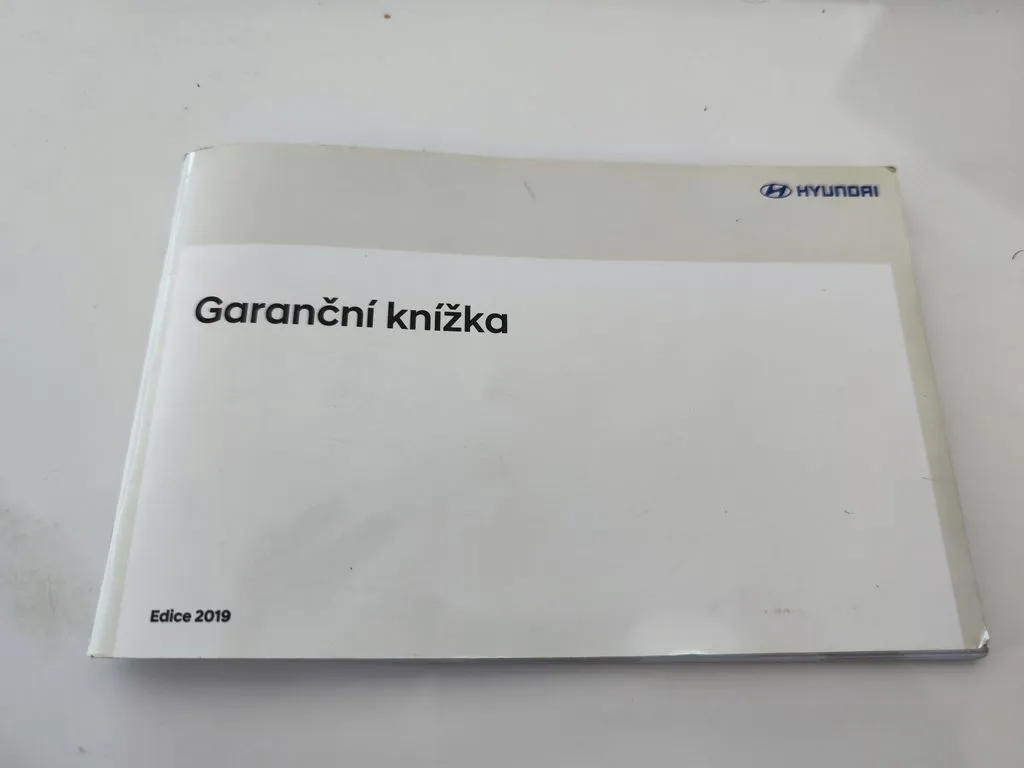 HYUNDAI
Garanční knížka
Edice 2019